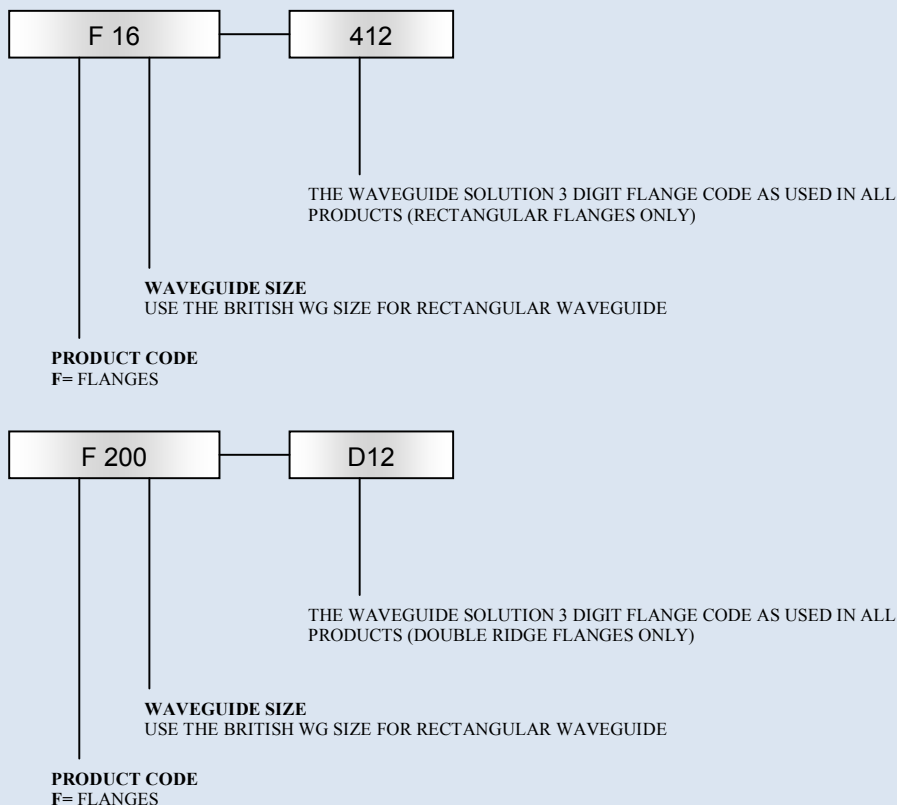 F 16 412
THE WAVEGUIDE SOLUTION 3 DIGIT FLANGE CODE AS USED IN ALL
PRODUCTS (RECTANGULAR FLANGES ONLY)
WAVEGUIDE SIZE
USE THE BRITISH WG SIZE FOR RECTANGULAR WAVEGUIDE
PRODUCT CODE
F= FLANGES
F 200 D12
THE WAVEGUIDE SOLUTION 3 DIGIT FLANGE CODE AS USED IN ALL
PRODUCTS (DOUBLE RIDGE FLANGES ONLY)
WAVEGUIDE SIZE
USE THE BRITISH WG SIZE FOR RECTANGULAR WAVEGUIDE
PRODUCT CODE
F= FLANGES